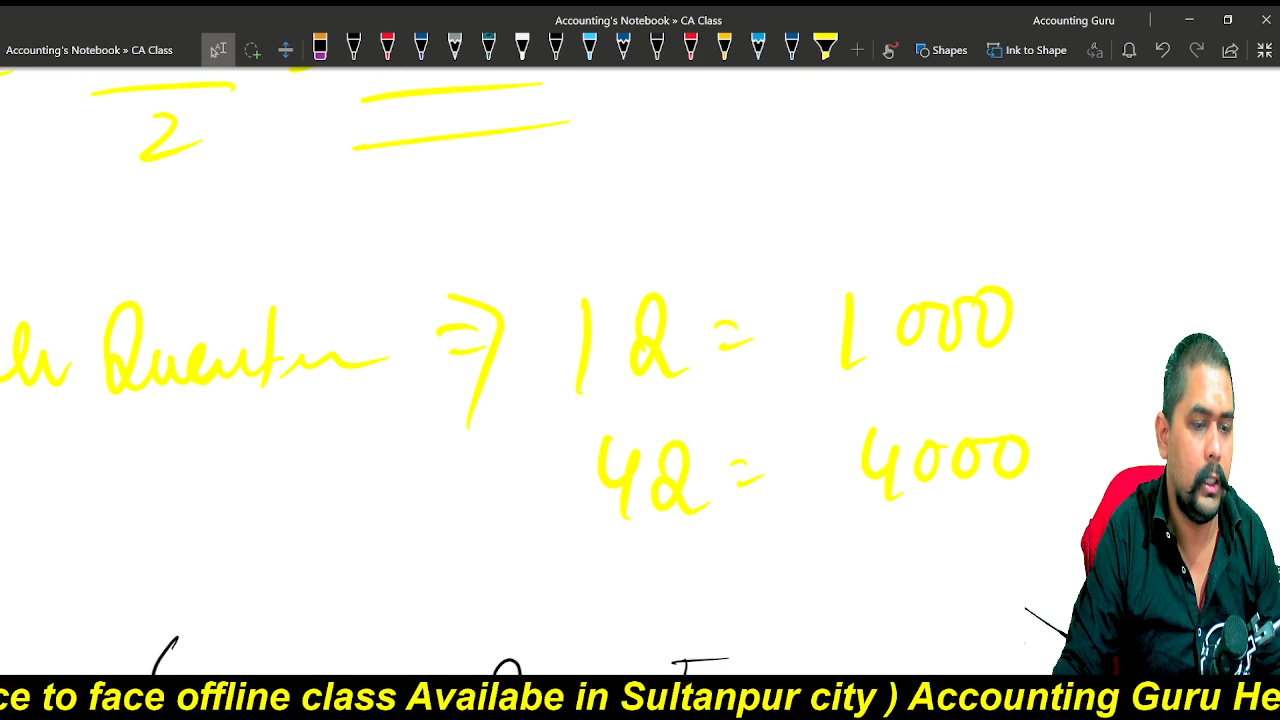 Accounting's Notebook » CA Class
Accounting Guru
Accounting's Notebook » CA Class
Shapes
Ink to Shape
2
⇒ 1Q = 1000
4Q = 4000
ce to face offline class Availabe in Sultanpur city ) Accounting Guru He